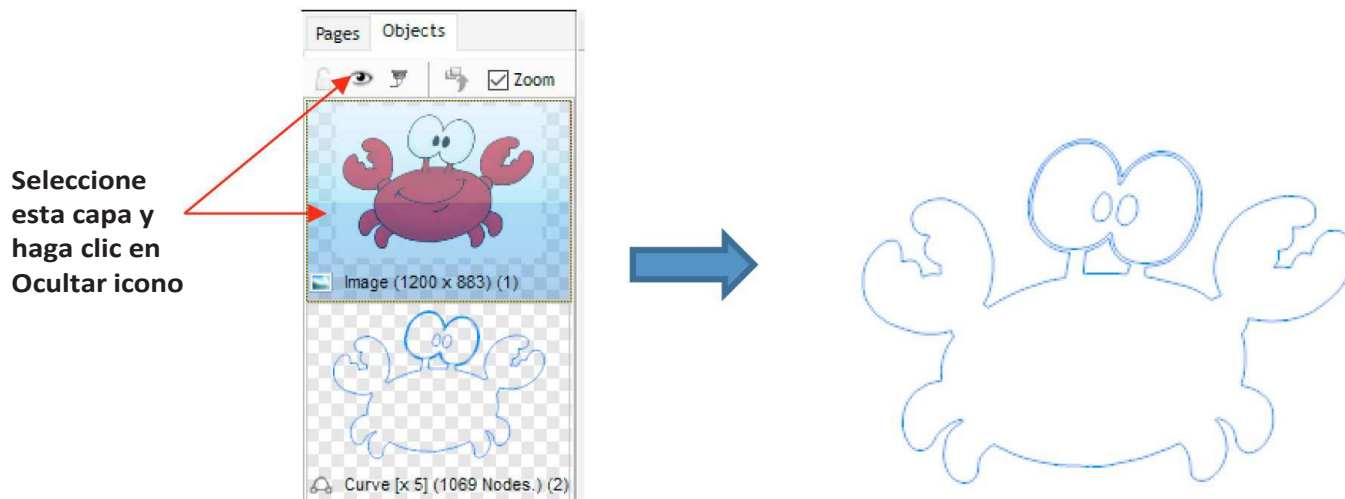 Pages Objects
Zoom
Seleccione
esta capa y
haga clic en
Ocultar icono
Image (1200 x 883) (1)
Curve [x 5] (1069 Nodes.) (2)